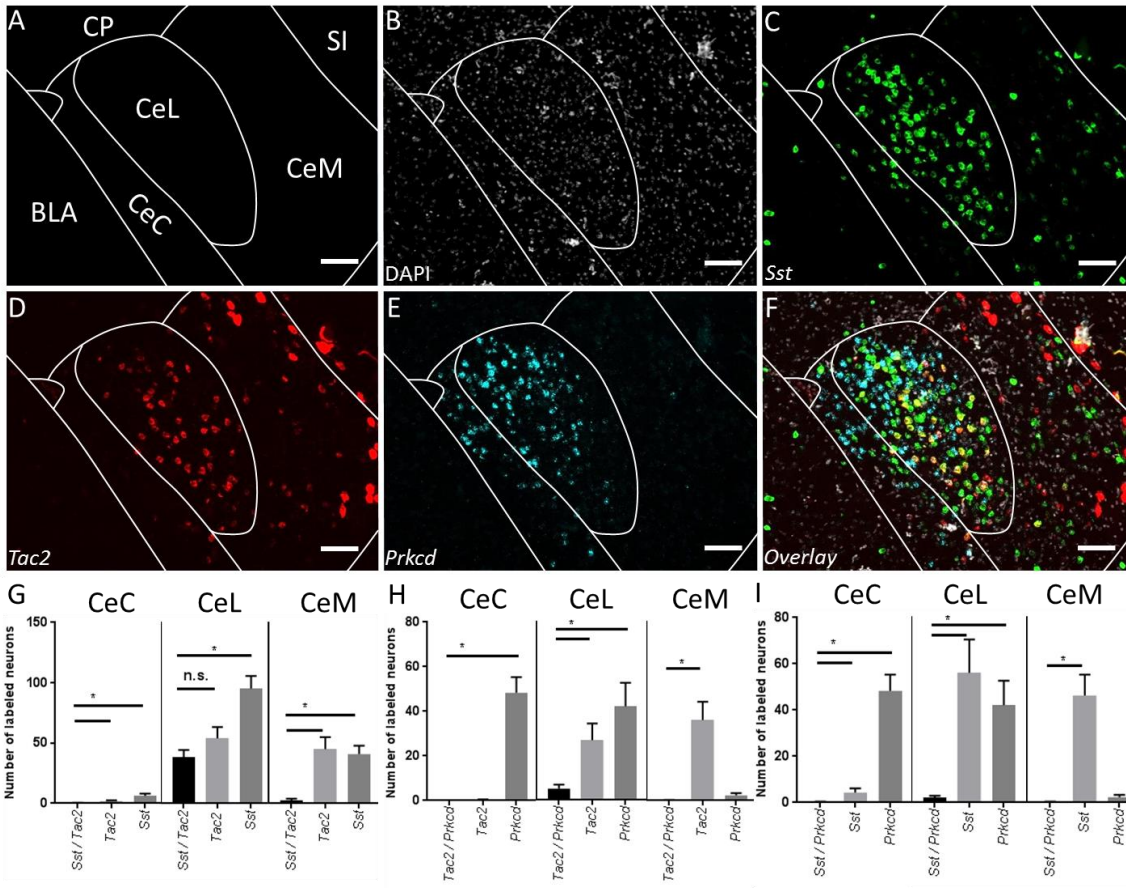 A
CP
SI
CeL
CeM
BLA
CeC
B
DAPI
C
Sst
D
Tac2
E
Prkcd
F
Overlay
G
CeC
CeL
CeM
Number of labeled neurons
150
100
50
0
*
*
n.s.
*
Sst / Tac2
Tac2
Sst
Sst / Tac2
Tac2
Sst
Sst / Tac2
Tac2
Sst
H
CeC
CeL
CeM
Number of labeled neurons
80
60
40
20
0
*
*
*
Tac2 / Prkcd
Tac2
Prkcd
Tac2 / Prkcd
Tac2
Prkcd
Tac2 / Prkcd
Tac2
Prkcd
I
CeC
CeL
CeM
Number of labeled neurons
80
60
40
20
0
*
*
*
Sst / Prkcd
Sst
Prkcd
Sst / Prkcd
Sst
Prkcd
Sst / Prkcd
Sst
Prkcd